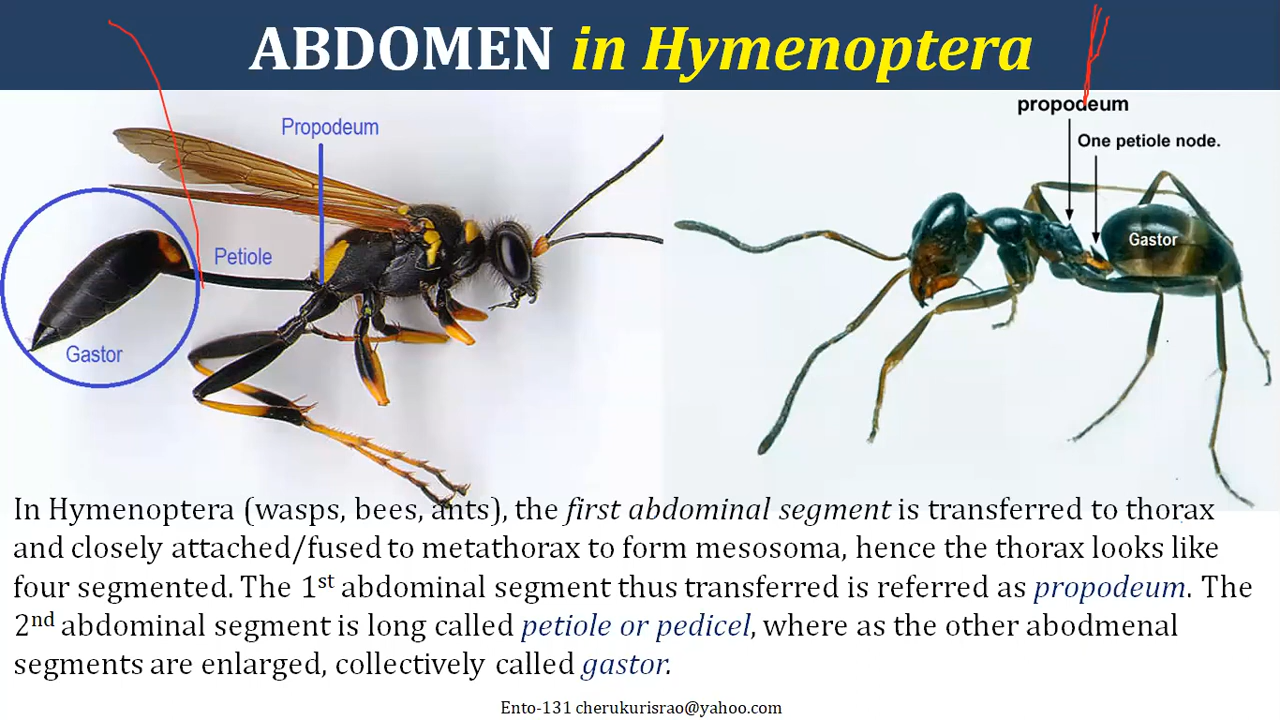 ABDOMEN in Hymenoptera
Propodeum
Petiole
Gastor
propodeum
One petiole node.
Gastor
In Hymenoptera (wasps, bees, ants), the first abdominal segment is transferred to thorax
and closely attached/fused to metathorax to form mesosoma, hence the thorax looks like
four segmented. The 1st abdominal segment thus transferred is referred as propodeum. The
2nd abdominal segment is long called petiole or pedicel, where as the other abodmenal
segments are enlarged, collectively called gastor.
Ento-131 cherukurisrao@yahoo.com